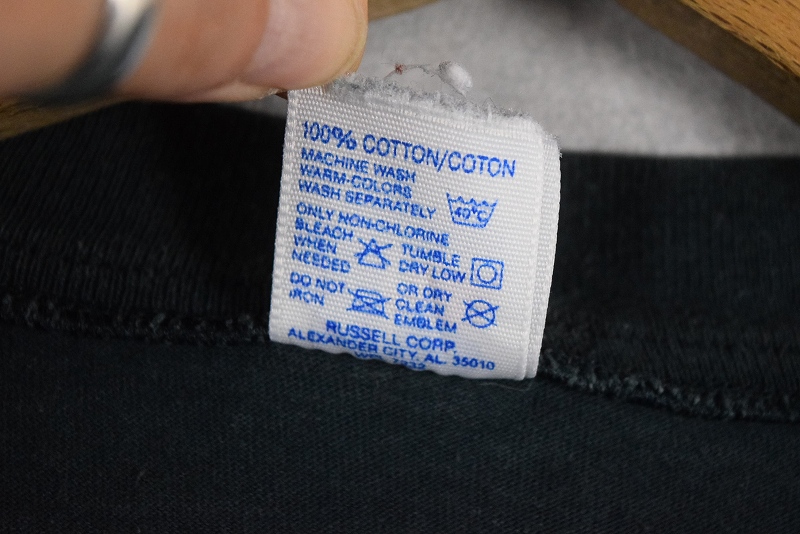 100% COTTON/COTON
MACHINE WASH
WARM-COLORS
WASH SEPARATELY
40°C
ONLY NON-CHLORINE
BLEACH
WHEN
NEEDED
TUMBLE
DRY LOW
DO NOT
IRON
OR DRY
CLEAN
EMBLEM
RUSSELL CORP.
ALEXANDER CITY, AL. 35010